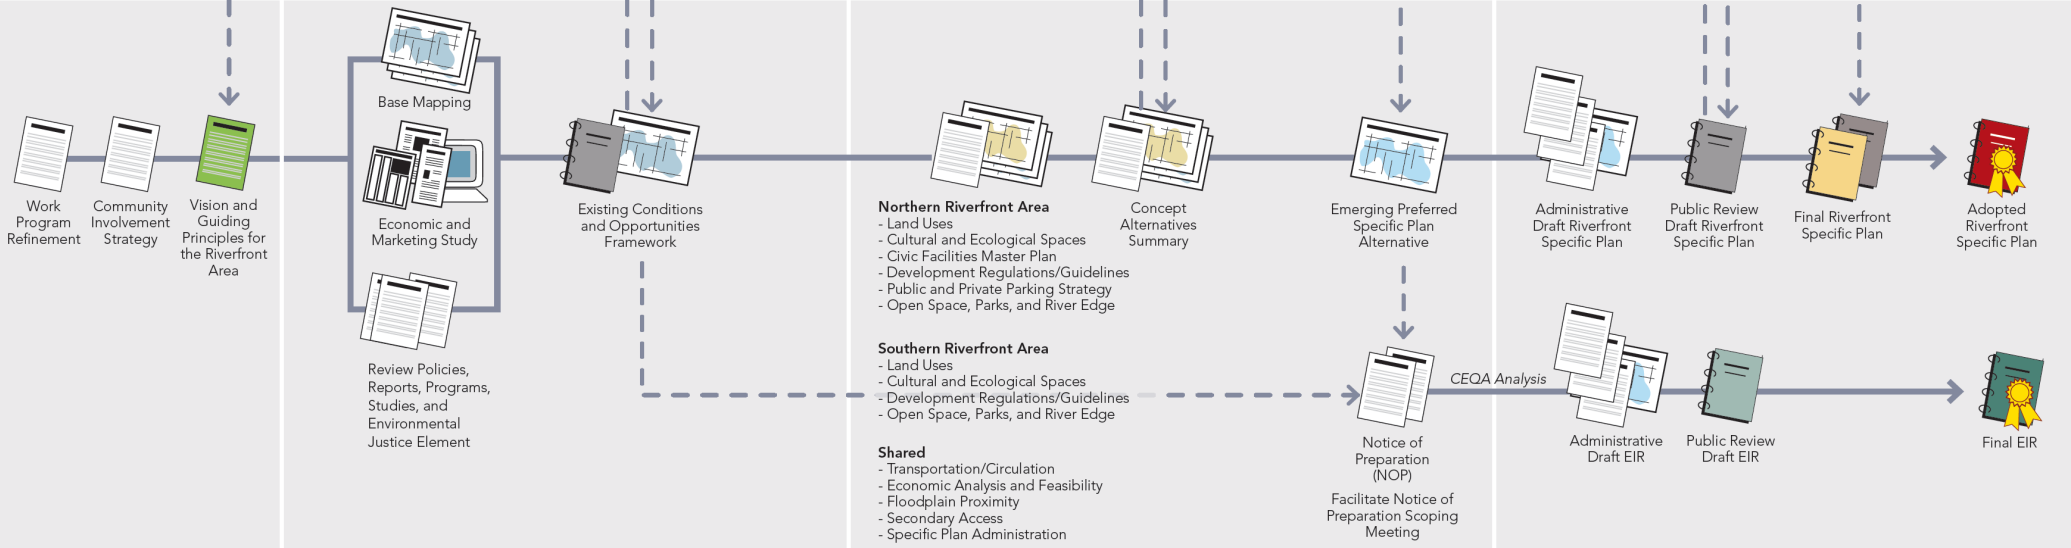 Work
Program
Refinement
Community
Involvement
Strategy
Vision and
Guiding
Principles for
the Riverfront
Area
Base Mapping
Economic and
Marketing Study
Review Policies,
Reports, Programs,
Studies, and
Environmental
Justice Element
Existing Conditions
and Opportunities
Framework
Northern Riverfront Area
- Land Uses
- Cultural and Ecological Spaces
- Civic Facilities Master Plan
- Development Regulations/Guidelines
- Public and Private Parking Strategy
- Open Space, Parks, and River Edge
Southern Riverfront Area
- Land Uses
- Cultural and Ecological Spaces
- Development Regulations/Guidelines
- Open Space, Parks, and River Edge
Shared
- Transportation/Circulation
- Economic Analysis and Feasibility
- Floodplain Proximity
- Secondary Access
- Specific Plan Administration
Concept
Alternatives
Summary
Emerging Preferred
Specific Plan
Alternative
Notice of
Preparation
(NOP)
Facilitate Notice of
Preparation Scoping
Meeting
CEQA Analysis
Administrative
Draft Riverfront
Specific Plan
Public Review
Draft Riverfront
Specific Plan
Final Riverfront
Specific Plan
Adopted
Riverfront
Specific Plan
Administrative
Draft EIR
Public Review
Draft EIR
Final EIR